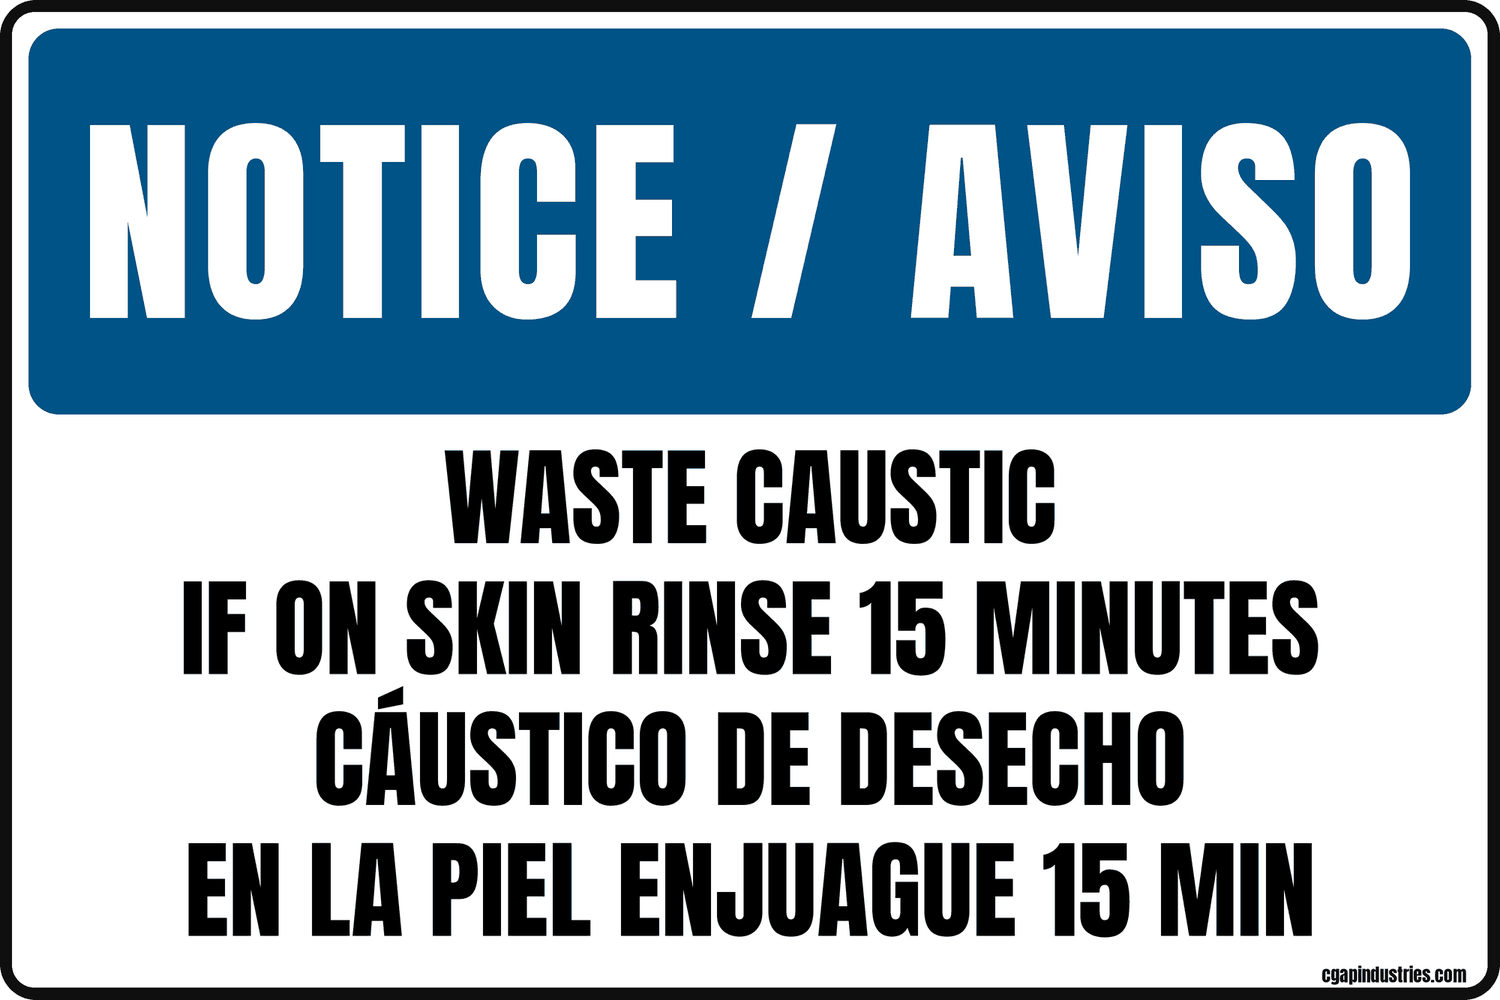 NOTICE / AVISO
WASTE CAUSTIC
IF ON SKIN RINSE 15 MINUTES
CÁUSTICO DE DESECHO
EN LA PIEL ENJUAGUE 15 MIN
cgapindustries.com